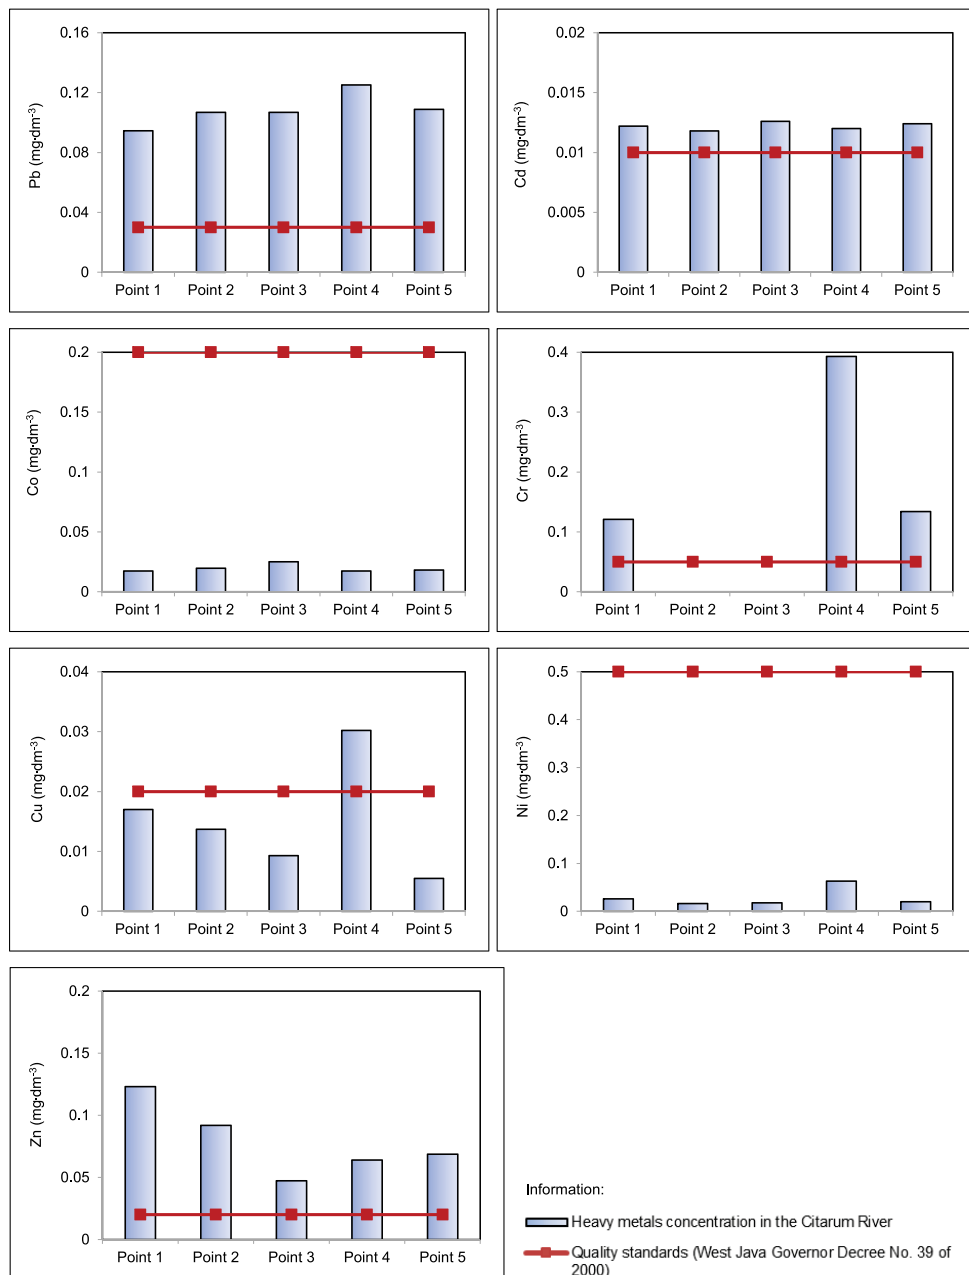 0.16
0.12
0.08
0.04
0
Pb (mg·dm-3)
Point 1 Point 2 Point 3 Point 4 Point 5
0.02
0.015
0.01
0.005
0
Cd (mg·dm-3)
Point 1 Point 2 Point 3 Point 4 Point 5
0.2
0.15
0.1
0.05
0
Co (mg·dm-3)
Point 1 Point 2 Point 3 Point 4 Point 5
0.4
0.3
0.2
0.1
0
Cr (mg·dm-3)
Point 1 Point 2 Point 3 Point 4 Point 5
0.04
0.03
0.02
0.01
0
Cu (mg·dm-3)
Point 1 Point 2 Point 3 Point 4 Point 5
0.5
0.4
0.3
0.2
0.1
0
Ni (mg·dm-3)
Point 1 Point 2 Point 3 Point 4 Point 5
0.2
0.15
0.1
0.05
0
Zn (mg·dm-3)
Point 1 Point 2 Point 3 Point 4 Point 5
Information:
Heavy metals concentration in the Citarum River
Quality standards (West Java Governor Decree No. 39 of
2000)